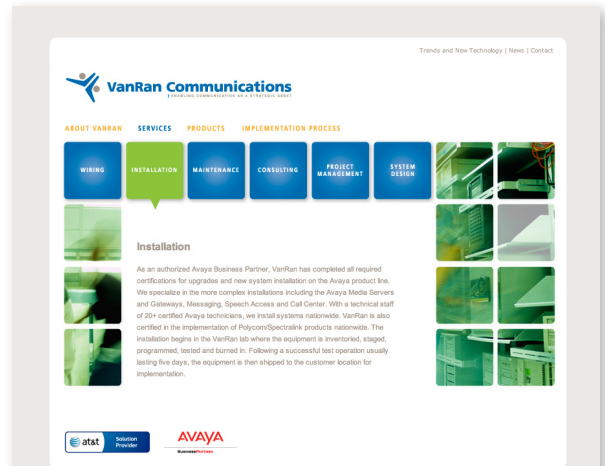 Trends and New Technology | News | Contact
VanRan Communications
ENABLING COMMUNICATION AS A STRATEGIC ASSET
ABOUT VANRAN SERVICES PRODUCTS IMPLEMENTATION PROCESS
WIRING
INSTALLATION
MAINTENANCE
CONSULTING
PROJECT
MANAGEMENT
SYSTEM
DESIGN
Installation
As an authorized Avaya Business Partner, VanRan has completed all required
certifications for upgrades and new system installation on the Avaya product line.
We specialize in the more complex installations including the Avaya Media Servers
and Gateways, Messaging, Speech Access and Call Center. With a technical staff
of 20+ certified Avaya technicians, we install systems nationwide. VanRan is also
certified in the implementation of Polycom/Spectralink products nationwide. The
installation begins in the VanRan lab where the equipment is inventoried, staged,
programmed, tested and burned in. Following a successful test operation usually
lasting five days, the equipment is then shipped to the customer location for
implementation.
at&t
Solution
Provider
AVAYA
BUSINESSPARTNER